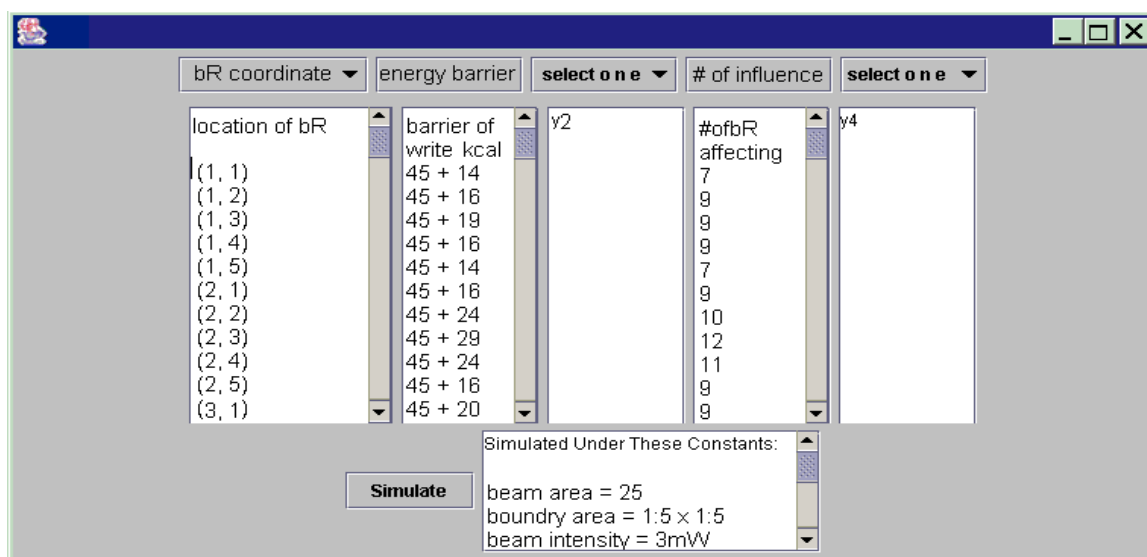 bR coordinate energy barrier select o n e # of influence select o n e
location of bR
(1, 1)
(1, 2)
(1, 3)
(1, 4)
(1, 5)
(2, 1)
(2, 2)
(2, 3)
(2, 4)
(2, 5)
(3, 1)
barrier of
write kcal
45 + 14
45 + 16
45 + 19
45 + 16
45 + 14
45 + 16
45 + 24
45 + 29
45 + 24
45 + 16
45 + 20
y2
#ofbR
affecting
7
9
9
9
7
9
10
12
11
9
9
y4
Simulate
Simulated Under These Constants:
beam area = 25
boundry area = 1:5 x 1:5
beam intensity = 3mW